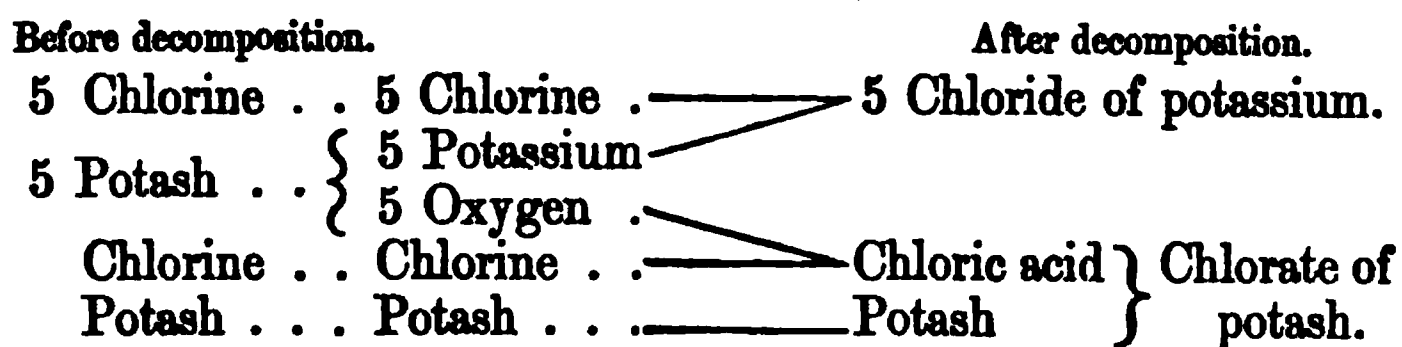 Before decomposition. After decomposition.
5 Chlorine . . 5 Chlorine . 5 Chloride of potassium.
5 Potash . . { 5 Potassium
5 Oxygen .
Chlorine . . Chlorine . . Chloric acid } Chlorate of
Potash . . . Potash . . . Potash potash.